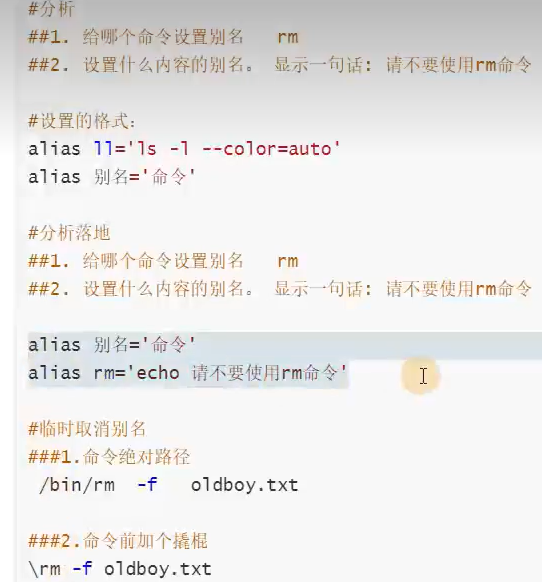 #分析
##1. 给哪个命令设置别名 rm
##2. 设置什么内容的别名。 显示一句话: 请不要使用rm命令
#设置的格式:
alias ll='ls -l --color=auto'
alias 别名='命令'
#分析落地
##1. 给哪个命令设置别名 rm
##2. 设置什么内容的别名。 显示一句话: 请不要使用rm命令
alias 别名='命令'
alias rm='echo 请不要使用rm命令'
#临时取消别名
###1.命令绝对路径
/bin/rm -f oldboy.txt
###2.命令前加个撬棍
\rm -f oldboy.txt